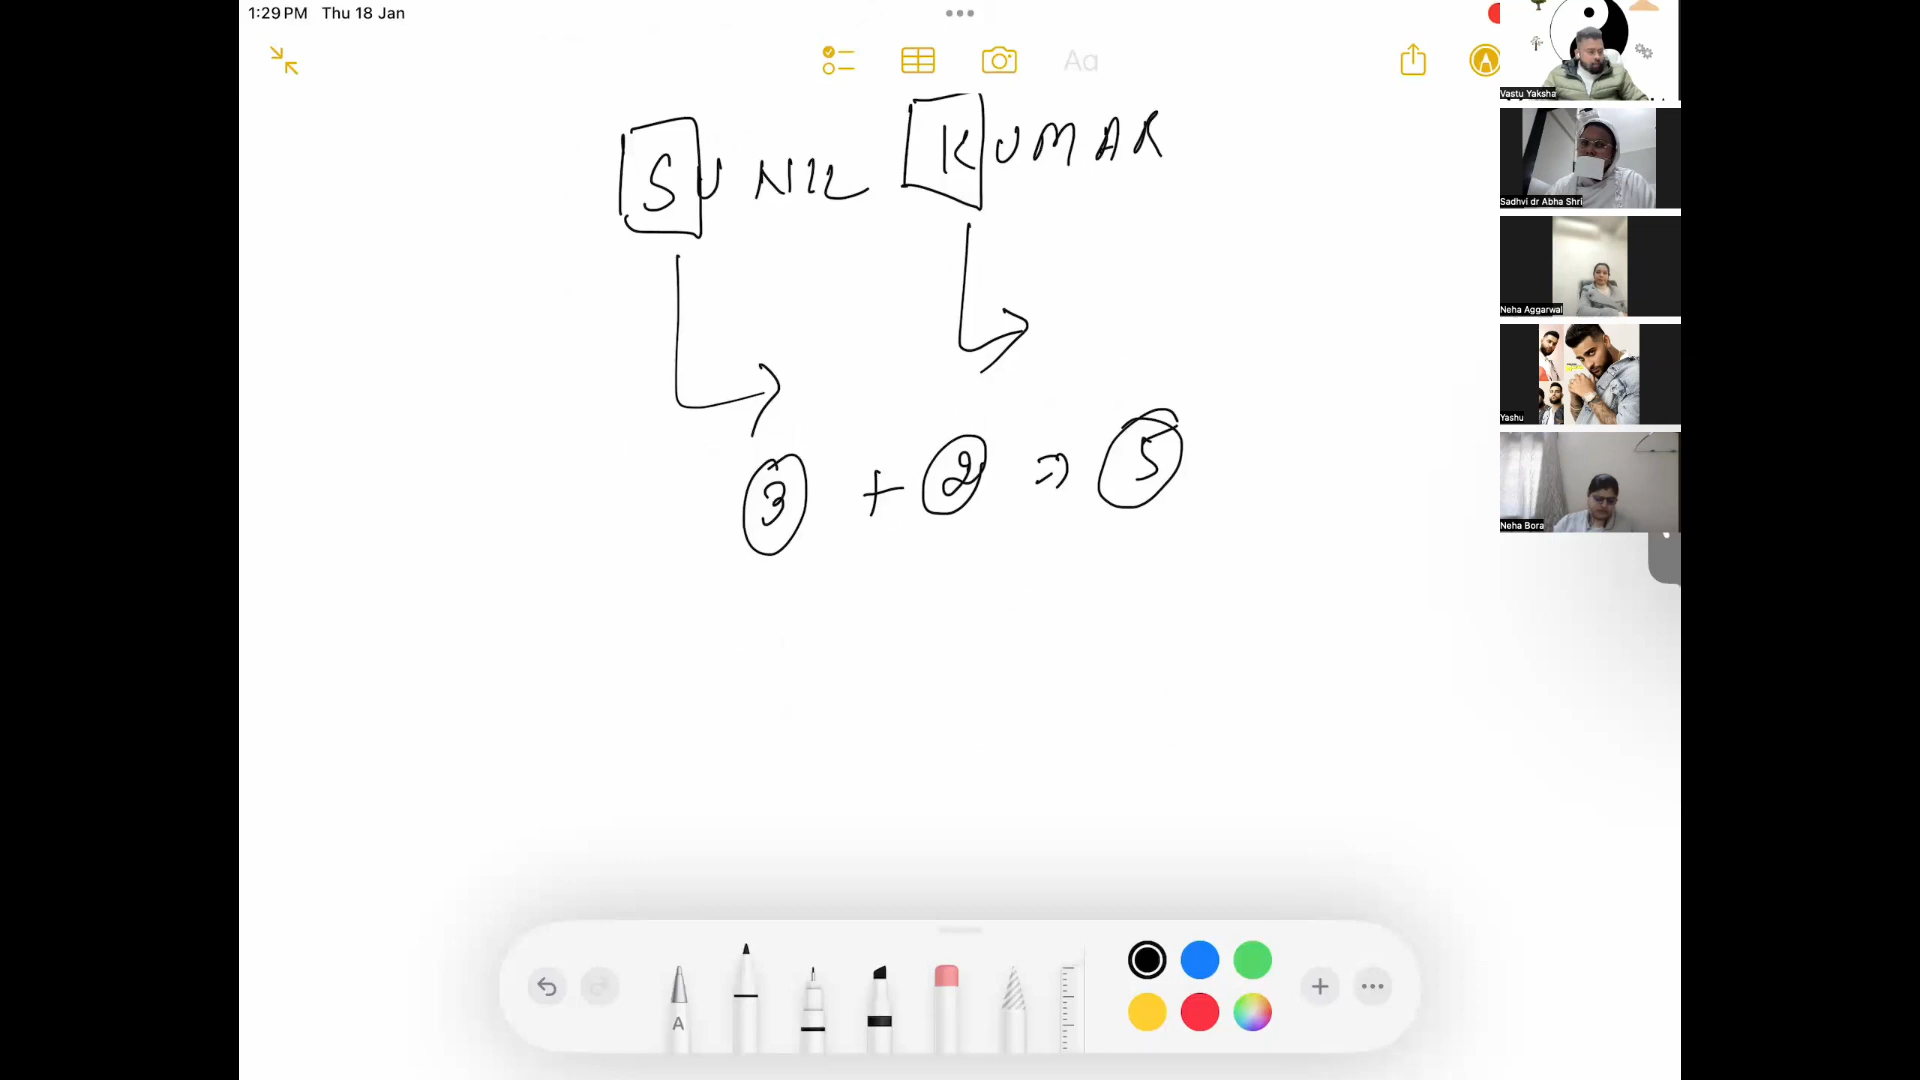 1:29 PM Thu 18 Jan
Aa
SUNIL KUMAR
3 + 2 => 5
A
Vastu Yaksha
Sadhvi dr Abha Shri
Neha Aggarwal
Yashu
Neha Bora